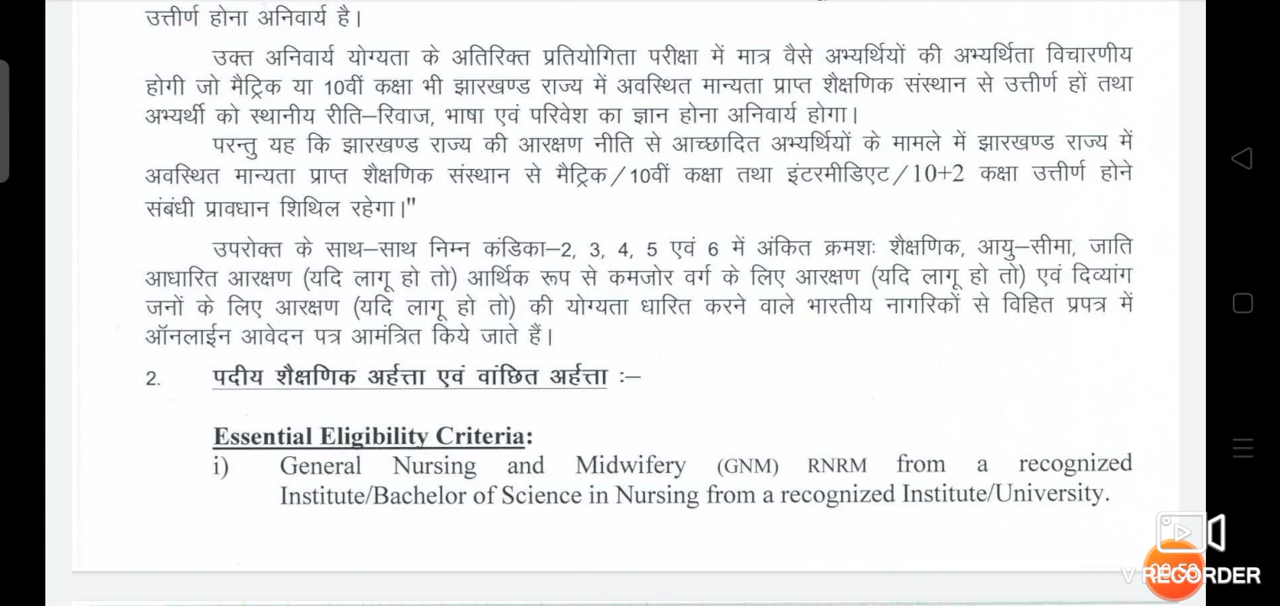 उत्तीर्ण होना अनिवार्य है।
उक्त अनिवार्य योग्यता के अतिरिक्त प्रतियोगिता परीक्षा में मात्र वैसे अभ्यर्थियों की अभ्यर्थिता विचारणीय
होगी जो मैट्रिक या 10वीं कक्षा भी झारखण्ड राज्य में अवस्थित मान्यता प्राप्त शैक्षणिक संस्थान से उत्तीर्ण हों तथा
अभ्यर्थी को स्थानीय रीति–रिवाज, भाषा एवं परिवेश का ज्ञान होना अनिवार्य होगा।
परन्तु यह कि झारखण्ड राज्य की आरक्षण नीति से आच्छादित अभ्यर्थियों के मामले में झारखण्ड राज्य में
अवस्थित मान्यता प्राप्त शैक्षणिक संस्थान से मैट्रिक/10वीं कक्षा तथा इंटरमीडिएट/10+2 कक्षा उत्तीर्ण होने
संबंधी प्रावधान शिथिल रहेगा।"
उपरोक्त के साथ–साथ निम्न कंडिका–2, 3, 4, 5 एवं 6 में अंकित क्रमशः शैक्षणिक, आयु–सीमा, जाति
आधारित आरक्षण (यदि लागू हो तो) आर्थिक रूप से कमजोर वर्ग के लिए आरक्षण (यदि लागू हो तो) एवं दिव्यांग
जनों के लिए आरक्षण (यदि लागू हो तो) की योग्यता धारित करने वाले भारतीय नागरिकों से विहित प्रपत्र में
ऑनलाईन आवेदन पत्र आमंत्रित किये जाते हैं।
2. पदीय शैक्षणिक अर्हत्ता एवं वांछित अर्हत्ता :–
Essential Eligibility Criteria:
i) General Nursing and Midwifery (GNM) RNRM from a recognized
Institute/Bachelor of Science in Nursing from a recognized Institute/University.
V RECORDER